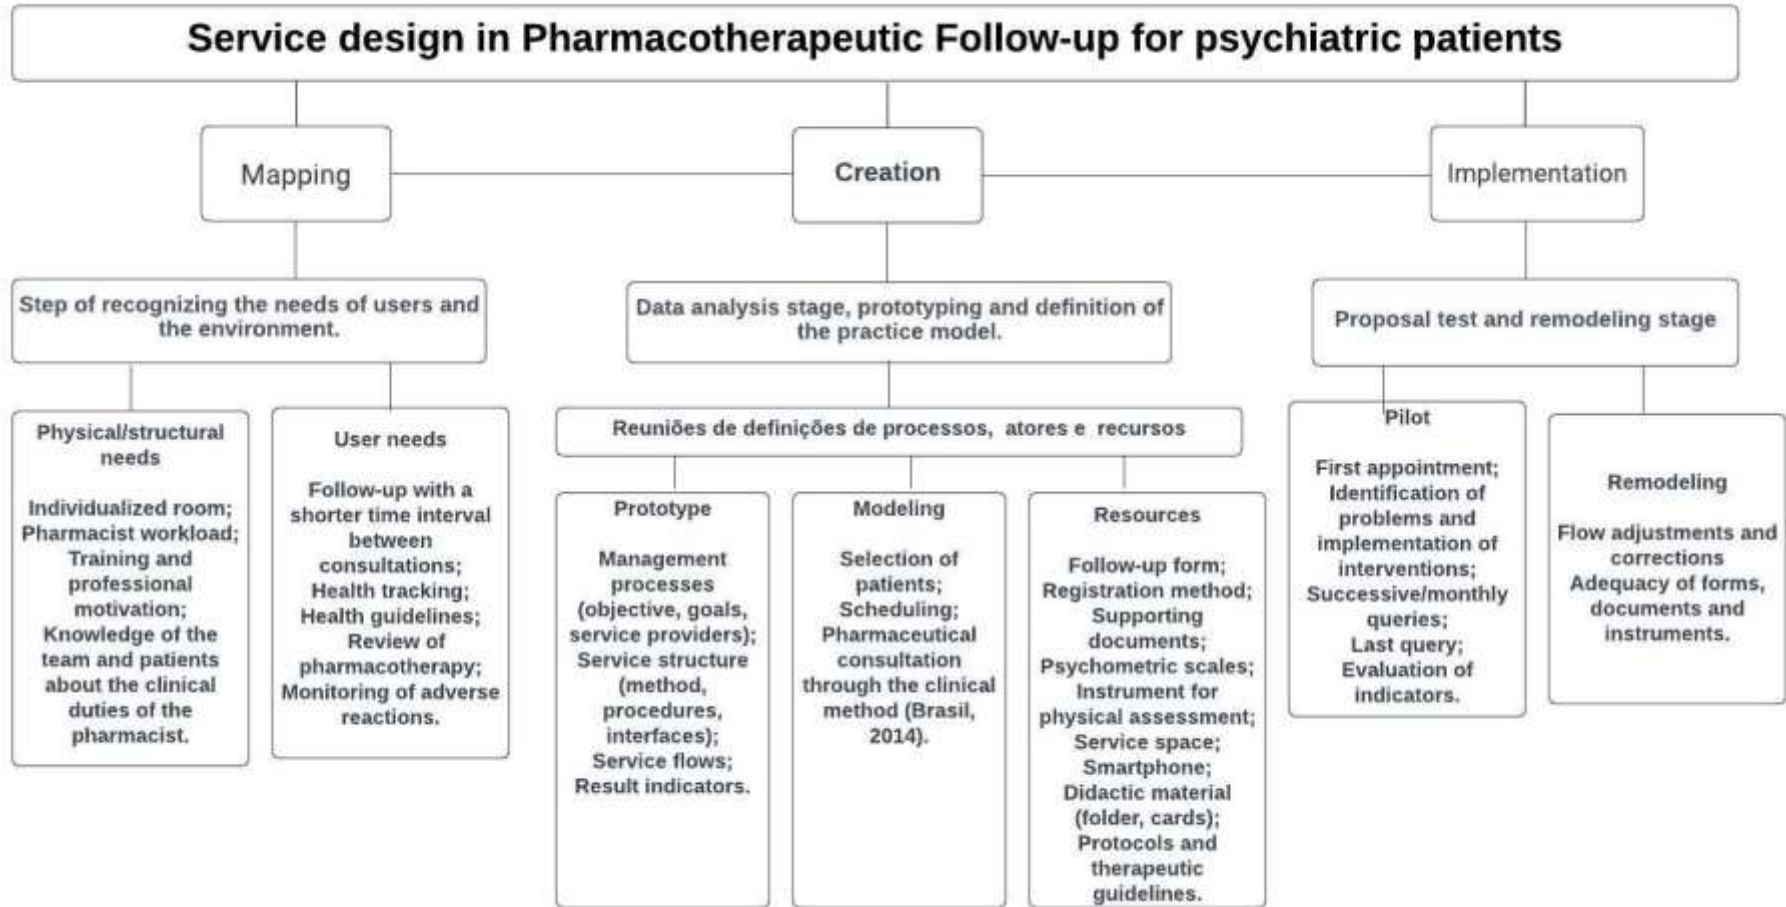 Service design in Pharmacotherapeutic Follow-up for psychiatric patients
Mapping
Creation
Implementation
Step of recognizing the needs of users and
the environment.
Data analysis stage, prototyping and definition of
the practice model.
Proposal test and remodeling stage
Physical/structural
needs
Individualized room;
Pharmacist workload;
Training and
professional
motivation;
Knowledge of the
team and patients
about the clinical
duties of the
pharmacist.
User needs
Follow-up with a
shorter time interval
between
consultations;
Health tracking;
Health guidelines;
Review of
pharmacotherapy;
Monitoring of adverse
reactions.
Reuniões de definições de processos, atores e recursos
Prototype
Management
processes
(objective, goals,
service providers);
Service structure
(method,
procedures,
interfaces);
Service flows;
Result indicators.
Modeling
Selection of
patients;
Scheduling;
Pharmaceutical
consultation
through the clinical
method (Brasil,
2014).
Resources
Follow-up form;
Registration method;
Supporting
documents;
Psychometric scales;
Instrument for
physical assessment;
Service space;
Smartphone;
Didactic material
(folder, cards);
Protocols and
therapeutic
guidelines.
Pilot
First appointment;
Identification of
problems and
implementation of
interventions;
Successive/monthly
queries;
Last query;
Evaluation of
indicators.
Remodeling
Flow adjustments and
corrections
Adequacy of forms,
documents and
instruments.